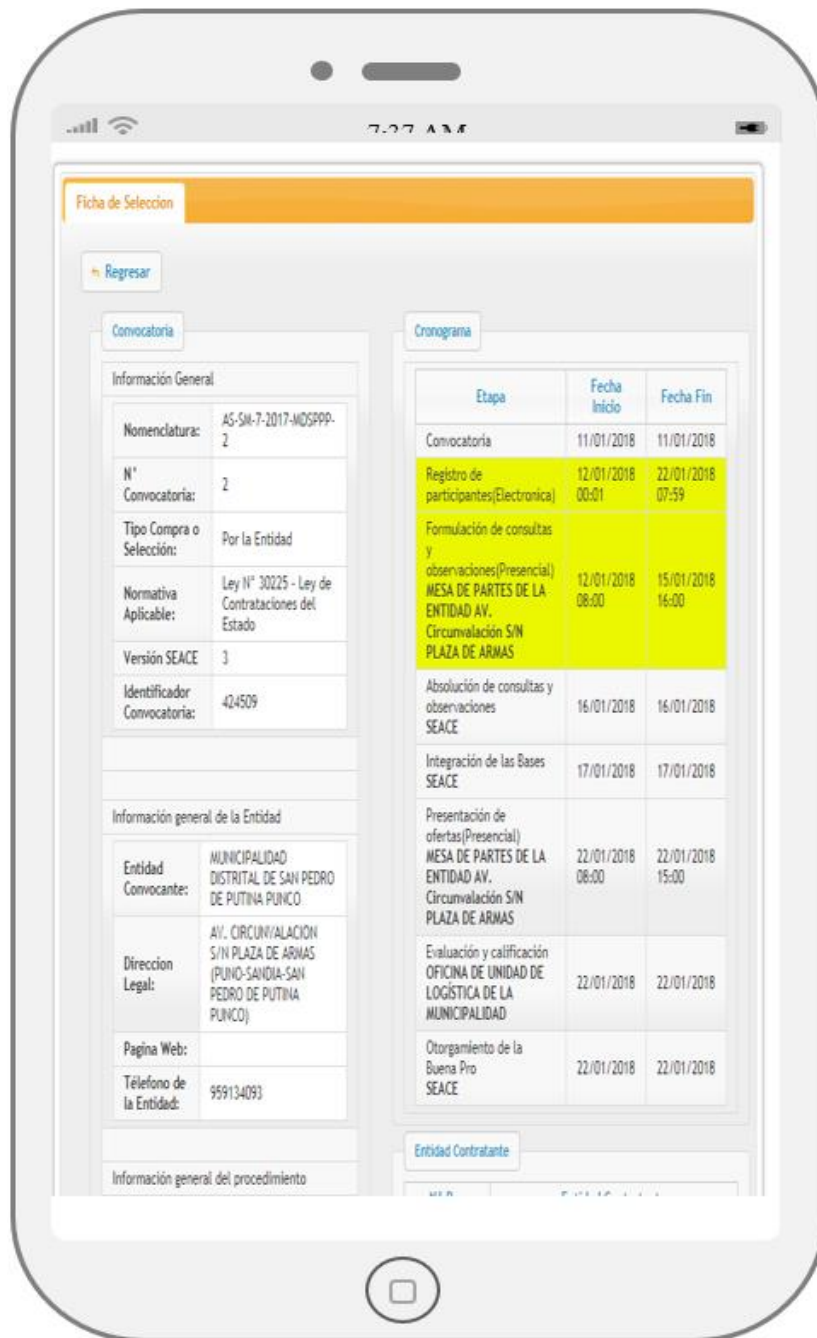 7:37 AM
Ficha de Seleccion
Regresar
Convocatoria
Información General
Nomenclatura:
AS-SM-7-2017-MDSPPP-
2
N°
Convocatoria:
2
Tipo Compra o
Selección:
Por la Entidad
Normativa
Aplicable:
Ley N° 30225 - Ley de
Contrataciones del
Estado
Versión SEACE
3
Identificador
Convocatoria:
424509
Información general de la Entidad
Entidad
Convocante:
MUNICIPALIDAD
DISTRITAL DE SAN PEDRO
DE PUTINA PUNCO
Direccion
Legal:
AV. CIRCUNVALACION
S/N PLAZA DE ARMAS
(PUNO-SANDIA-SAN
PEDRO DE PUTINA
PUNCO)
Pagina Web:
Télefono de
la Entidad:
959134093
Información general del procedimiento
Cronograma
Etapa
Fecha
Inicio
Fecha Fin
Convocatoria
11/01/2018
11/01/2018
Registro de
participantes(Electronica)
12/01/2018
00:01
22/01/2018
07:59
Formulación de consultas
y
observaciones(Presencial)
MESA DE PARTES DE LA
ENTIDAD AV.
Circunvalación S/N
PLAZA DE ARMAS
12/01/2018
08:00
15/01/2018
16:00
Absolución de consultas y
observaciones
SEACE
16/01/2018
16/01/2018
Integración de las Bases
SEACE
17/01/2018
17/01/2018
Presentación de
ofertas(Presencial)
MESA DE PARTES DE LA
ENTIDAD AV.
Circunvalación S/N
PLAZA DE ARMAS
22/01/2018
08:00
22/01/2018
15:00
Evaluación y calificación
OFICINA DE UNIDAD DE
LOGÍSTICA DE LA
MUNICIPALIDAD
22/01/2018
22/01/2018
Otorgamiento de la
Buena Pro
SEACE
22/01/2018
22/01/2018
Entidad Contratante